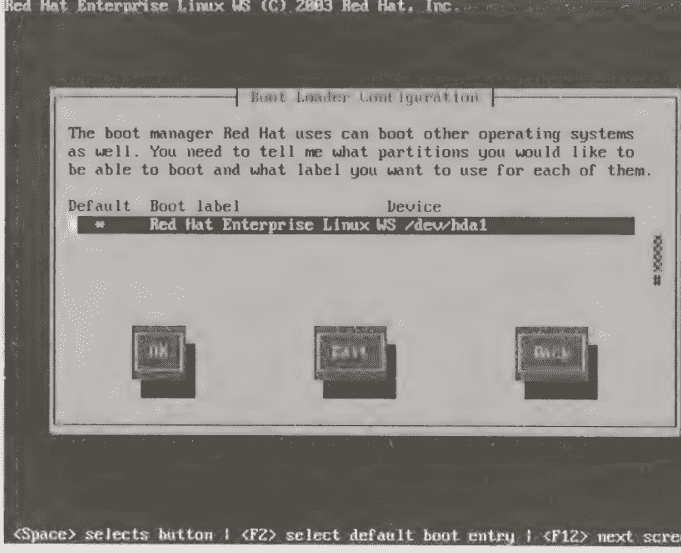 Red Hat Enterprise Linux WS (C) 2003 Red Hat, Inc.
Boot Loader Configuration
The boot manager Red Hat uses can boot other operating systems
as well. You need to tell me what partitions you would like to
be able to boot and what label you want to use for each of them.
Default Boot label Device
* Red Hat Enterprise Linux WS /dev/hda1
#
OK Edit Back
<Space> selects button | <F2> select default boot entry | <F12> next scre